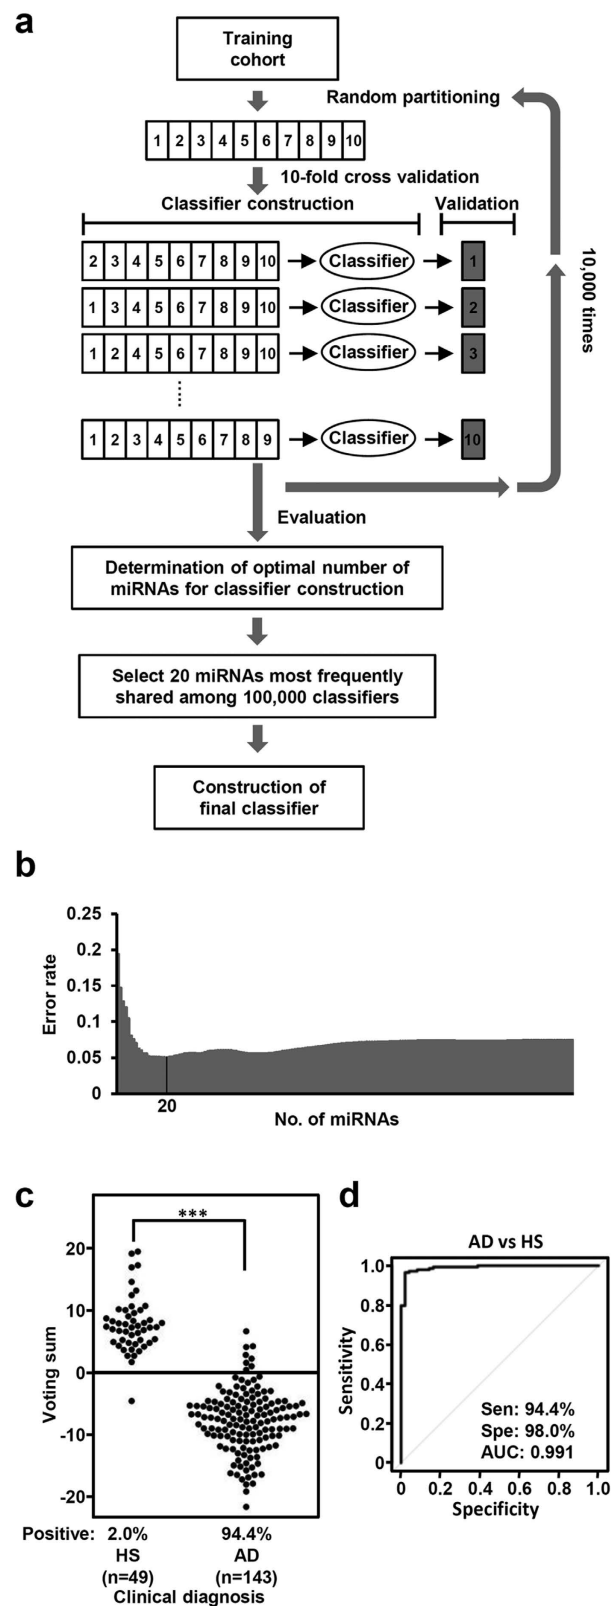 a
Training
cohort
Random partitioning
1 2 3 4 5 6 7 8 9 10
10-fold cross validation
Classifier construction Validation
2 3 4 5 6 7 8 9 10 Classifier 1
1 3 4 5 6 7 8 9 10 Classifier 2
1 2 4 5 6 7 8 9 10 Classifier 3
1 2 3 4 5 6 7 8 9 Classifier 10
10,000 times
Evaluation
Determination of optimal number of
miRNAs for classifier construction
Select 20 miRNAs most frequently
shared among 100,000 classifiers
Construction of
final classifier
b
Error rate
0.25
0.2
0.15
0.1
0.05
0
20
No. of miRNAs
c
***
Voting sum
20
10
0
-10
-20
Positive: 2.0% 94.4%
HS AD
(n=49) (n=143)
Clinical diagnosis
d
AD vs HS
Sensitivity
1.0
0.8
0.6
0.4
0.2
0
Sen: 94.4%
Spe: 98.0%
AUC: 0.991
0 0.2 0.4 0.6 0.8 1.0
Specificity